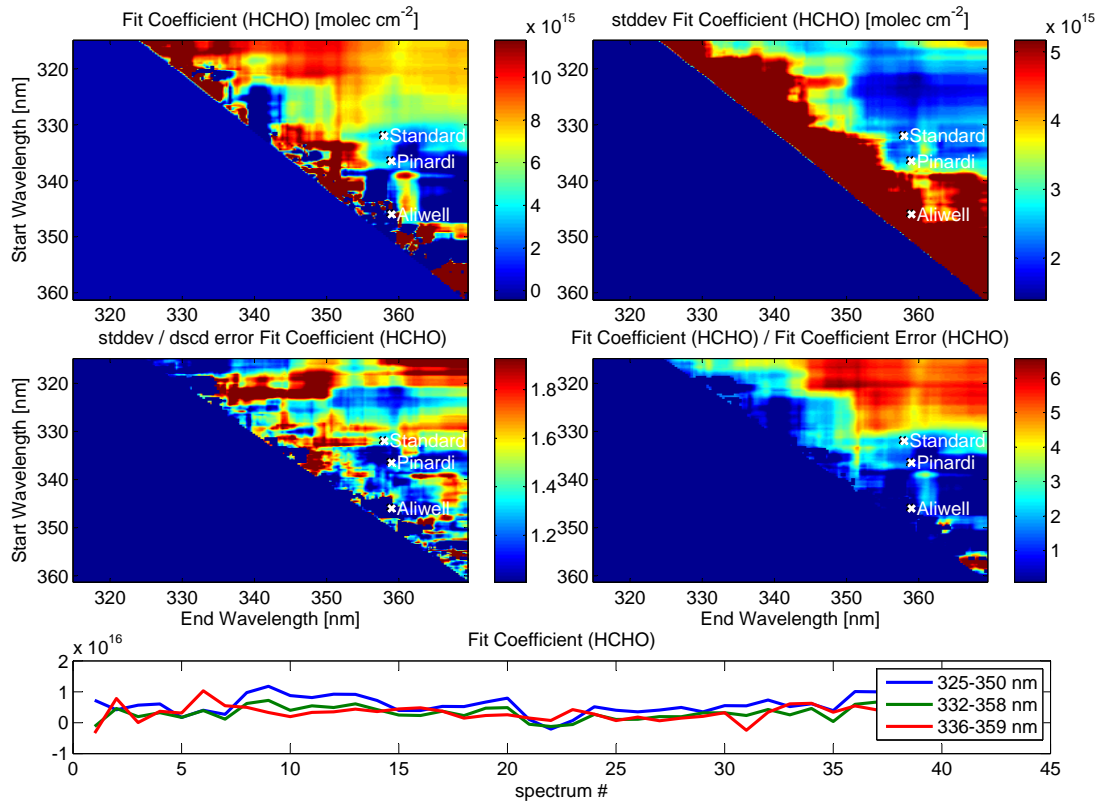 Fit Coefficient (HCHO) [molec cm-2]
x 10^15
320
330
340
350
360
Start Wavelength [nm]
320 330 340 350 360
Standard
Pinardi
Aliwell
10
8
6
4
2
0
stddev Fit Coefficient (HCHO) [molec cm-2]
x 10^15
320
330
340
350
360
320 330 340 350 360
Standard
Pinardi
Aliwell
5
4
3
2
stddev / dscd error Fit Coefficient (HCHO)
320
330
340
350
360
Start Wavelength [nm]
320 330 340 350 360
End Wavelength [nm]
Standard
Pinardi
Aliwell
1.8
1.6
1.4
1.2
Fit Coefficient (HCHO) / Fit Coefficient Error (HCHO)
320
330
340
350
360
320 330 340 350 360
End Wavelength [nm]
Standard
Pinardi
Aliwell
6
5
4
3
2
1
Fit Coefficient (HCHO)
x 10^16
2
1
0
-1
0 5 10 15 20 25 30 35 40 45
spectrum #
325-350 nm
332-358 nm
336-359 nm